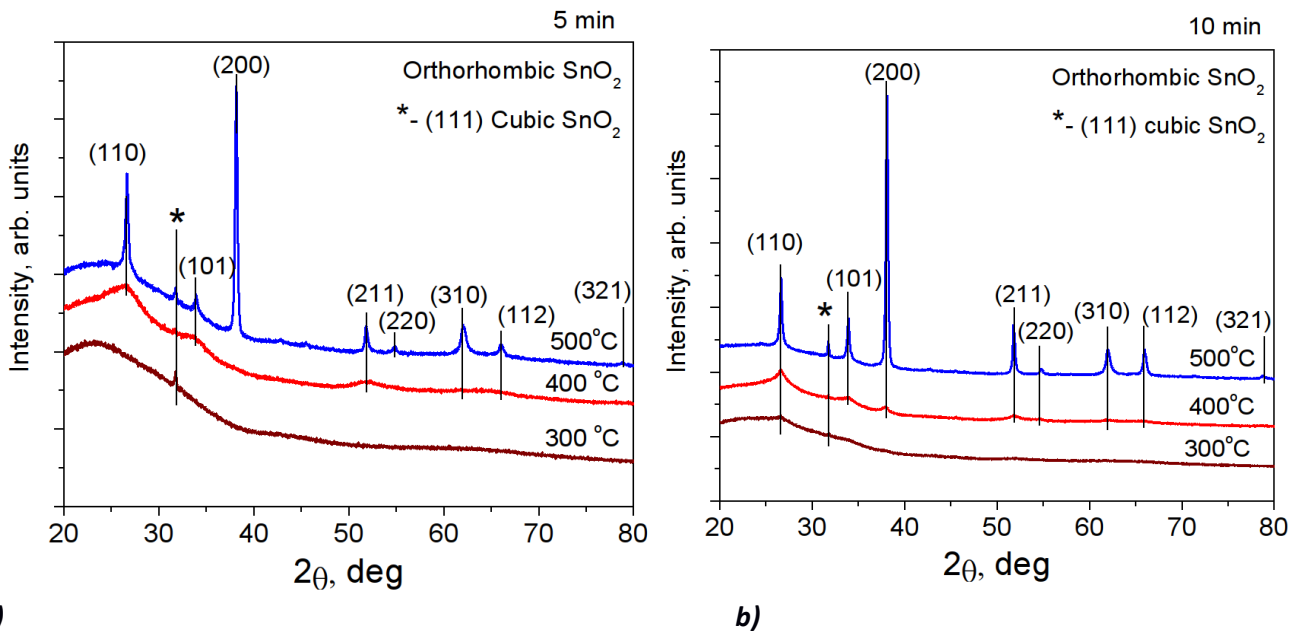 5 min
(200)
Orthorhombic SnO₂
*- (111) Cubic SnO₂
(110)
*
(101)
(211)
(220)
(310)
(112)
(321)
500°C
400 °C
300 °C
Intensity, arb. units
20 30 40 50 60 70 80
2θ, deg
)
10 min
(200)
Orthorhombic SnO₂
*- (111) cubic SnO₂
(110)
*
(101)
(211)
(220)
(310)
(112)
(321)
500°C
400°C
300°C
Intensity, arb. units
20 30 40 50 60 70 80
2θ, deg
b)